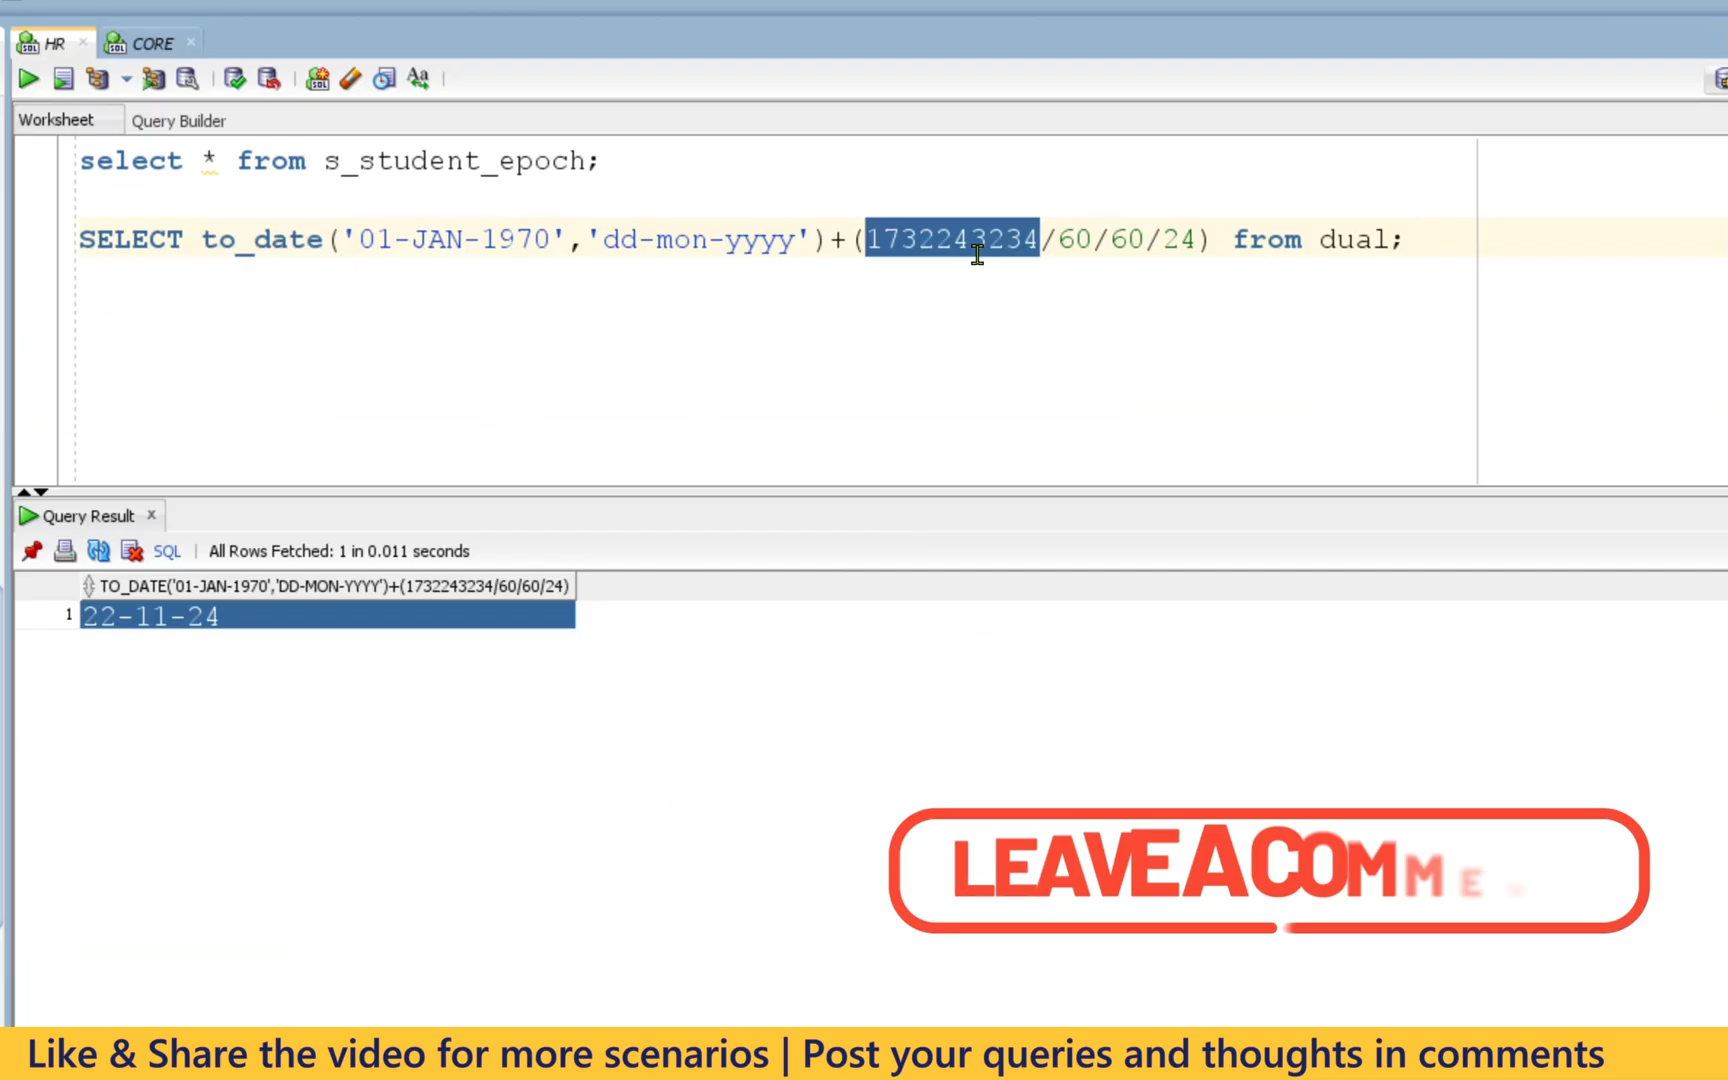 HR CORE
Worksheet Query Builder
select * from s_student_epoch;
SELECT to_date('01-JAN-1970','dd-mon-yyyy')+(1732243234/60/60/24) from dual;
Query Result
SQL All Rows Fetched: 1 in 0.011 seconds
TO_DATE('01-JAN-1970','DD-MON-YYYY')+(1732243234/60/60/24)
1 22-11-24
LEAVE A COMME
Like & Share the video for more scenarios | Post your queries and thoughts in comments